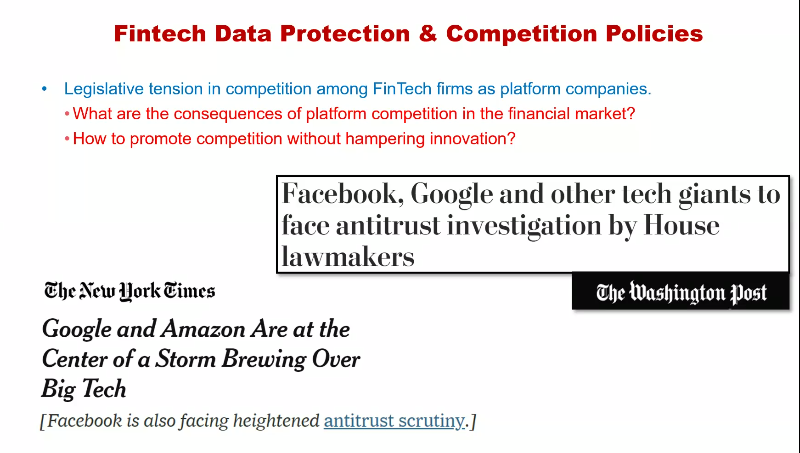 Fintech Data Protection & Competition Policies
• Legislative tension in competition among FinTech firms as platform companies.
• What are the consequences of platform competition in the financial market?
• How to promote competition without hampering innovation?
Facebook, Google and other tech giants to
face antitrust investigation by House
lawmakers
The Washington Post
The New York Times
Google and Amazon Are at the
Center of a Storm Brewing Over
Big Tech
[Facebook is also facing heightened antitrust scrutiny.]